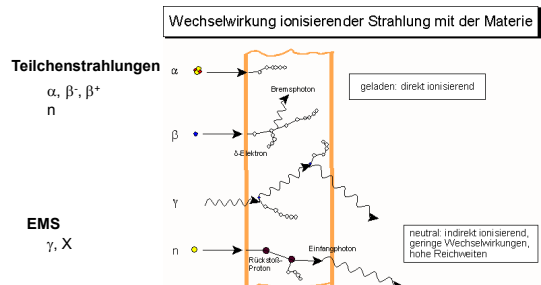 Wechselwirkung ionisierender Strahlung mit der Materie
Teilchenstrahlungen
α, β⁻, β⁺
n
EMS
γ, X
α
Bremsphoton
geladen: direkt ionisierend
β
δ-Elektron
γ
neutral: indirekt ionisierend,
geringe Wechselwirkungen,
hohe Reichweiten
n
Einfangphoton
Rückstoß-
Proton